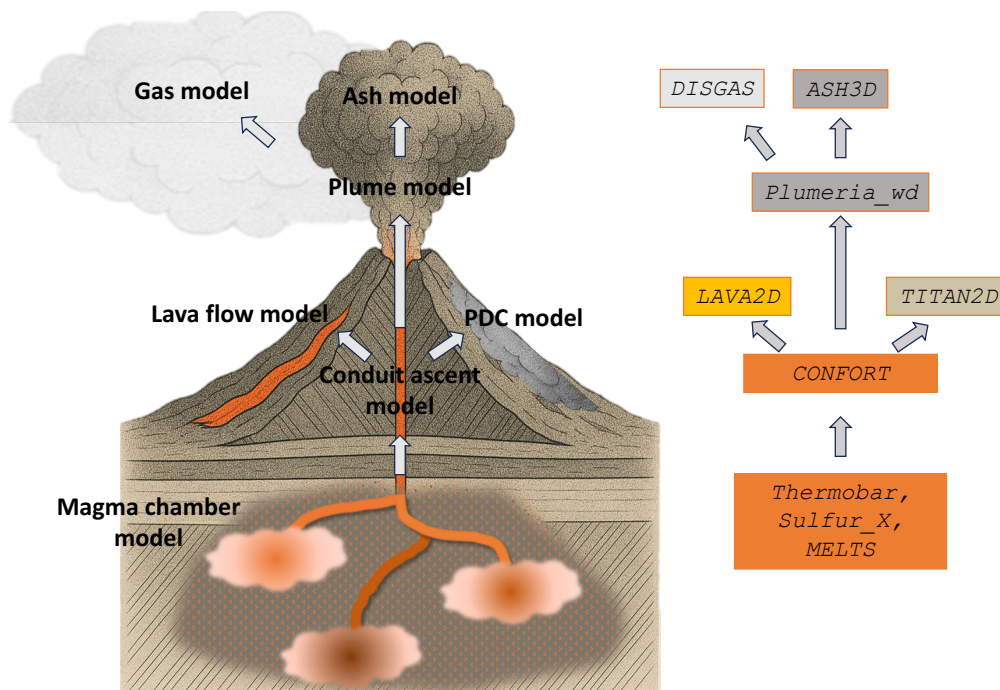 Gas model
Ash model
Plume model
Lava flow model
PDC model
Conduit ascent
model
Magma chamber
model
DISGAS
ASH3D
Plumeria_wd
LAVA2D
TITAN2D
CONFORT
Thermobar,
Sulfur_X,
MELTS